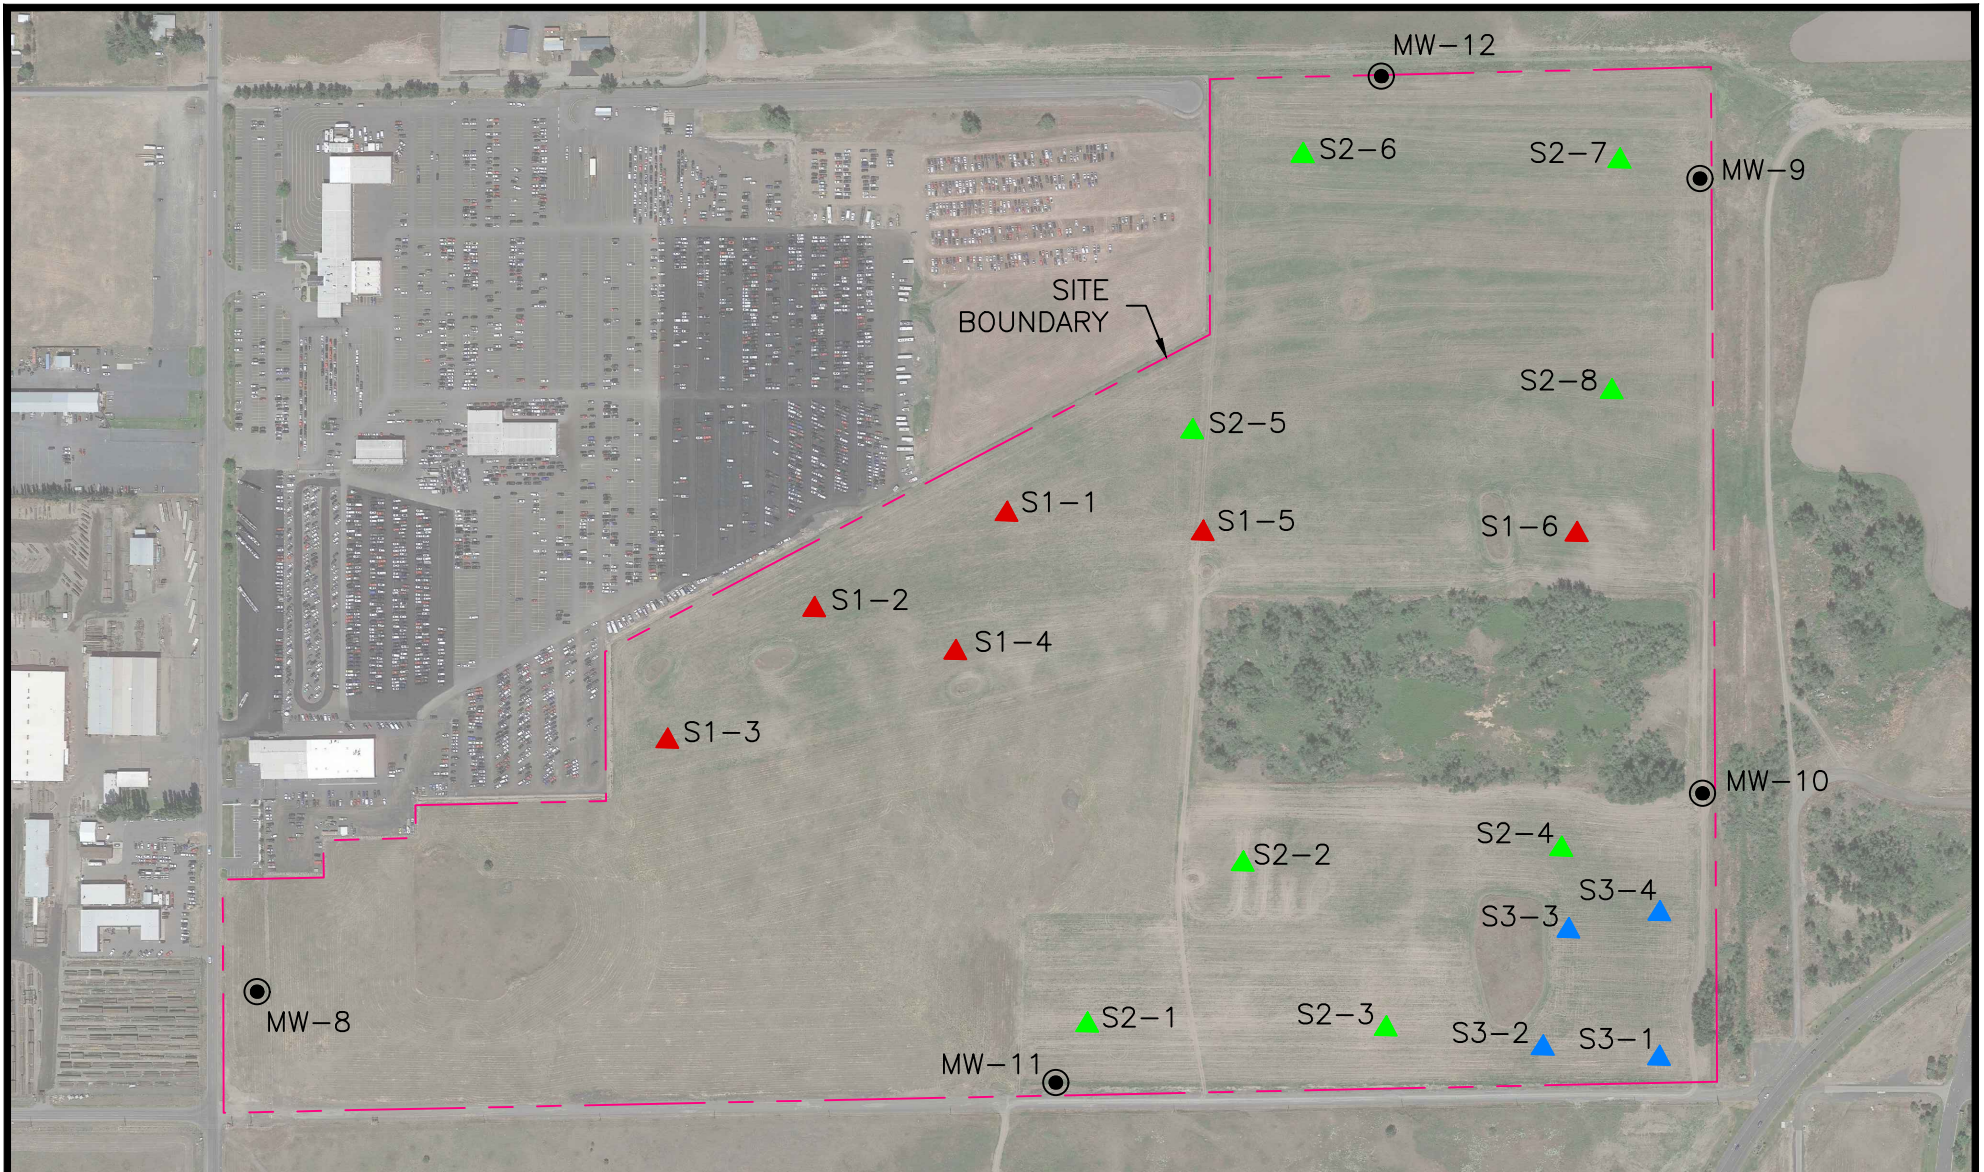 MW-12
S2-6
S2-7
MW-9
SITE
BOUNDARY
S2-8
S2-5
S1-1
S1-5
S1-6
S1-2
S1-4
S1-3
MW-10
S2-4
S2-2
S3-4
S3-3
MW-8
S2-1
S2-3
S3-2
S3-1
MW-11